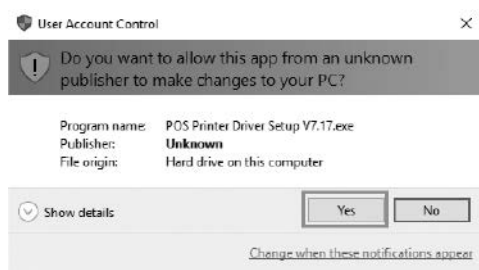 User Account Control
Do you want to allow this app from an unknown
publisher to make changes to your PC?
Program name: POS Printer Driver Setup V7.17.exe
Publisher: Unknown
File origin: Hard drive on this computer
Show details
Yes No
Change when these notifications appear